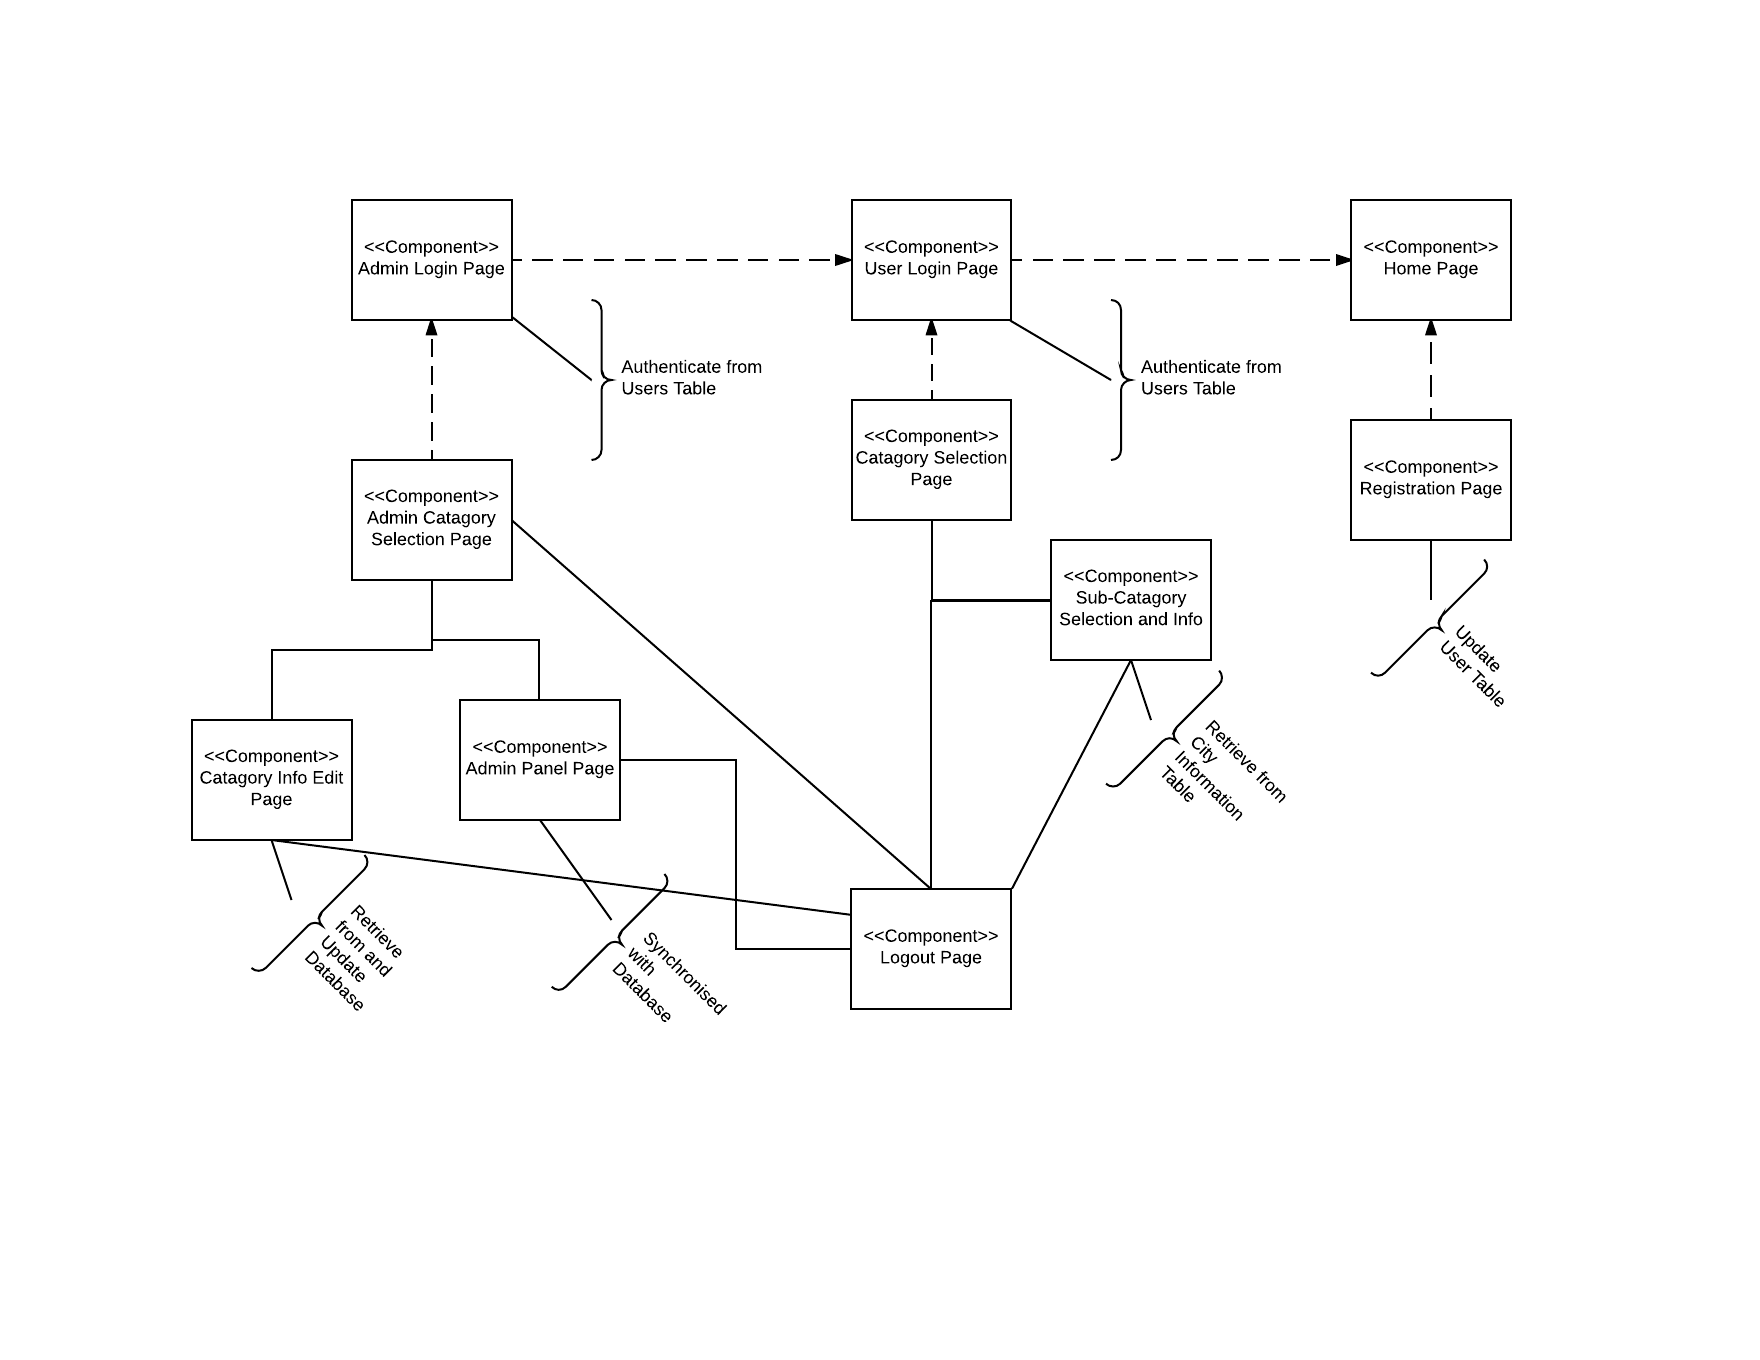 <<Component>>
Admin Login Page
<<Component>>
User Login Page
<<Component>>
Home Page
Authenticate from
Users Table
Authenticate from
Users Table
<<Component>>
Catagory Selection
Page
<<Component>>
Registration Page
<<Component>>
Admin Catagory
Selection Page
<<Component>>
Sub-Catagory
Selection and Info
Update
User Table
<<Component>>
Catagory Info Edit
Page
<<Component>>
Admin Panel Page
Retrieve from
City
Information
Table
Retrieve
from and
Update
Database
Synchronised
with
Database
<<Component>>
Logout Page